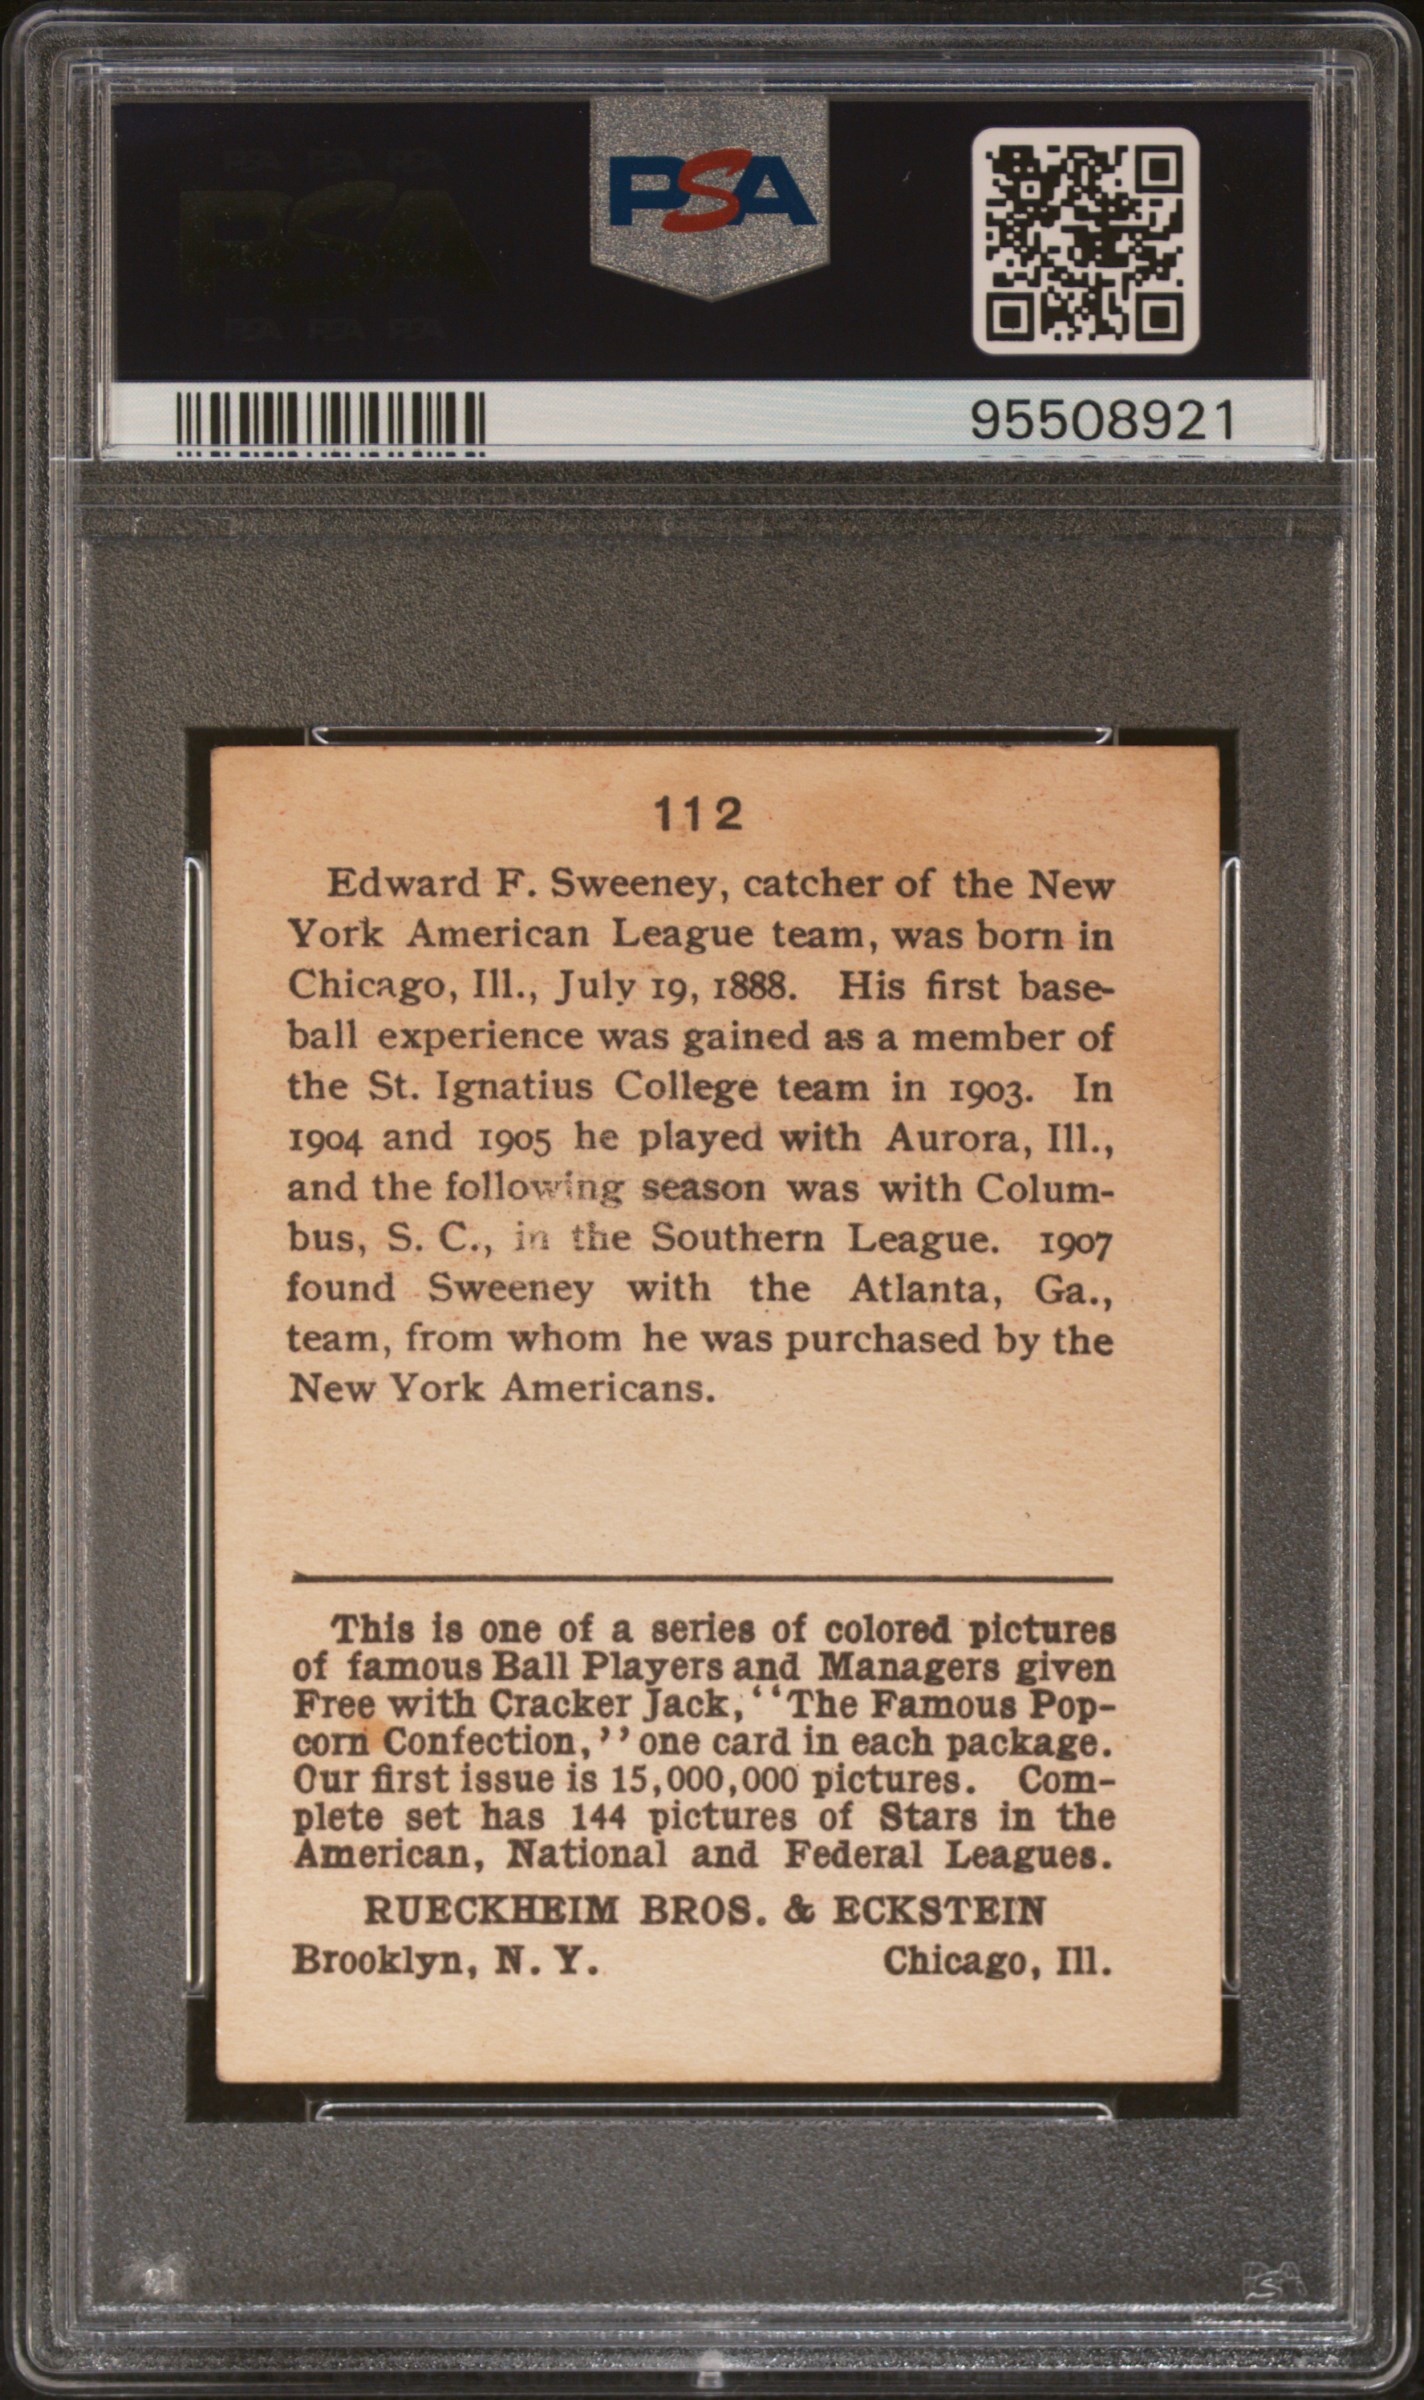 PSA
95508921
112
Edward F. Sweeney, catcher of the New
York American League team, was born in
Chicago, Ill., July 19, 1888. His first base-
ball experience was gained as a member of
the St. Ignatius College team in 1903. In
1904 and 1905 he played with Aurora, Ill.,
and the following season was with Colum-
bus, S. C., in the Southern League. 1907
found Sweeney with the Atlanta, Ga.,
team, from whom he was purchased by the
New York Americans.
This is one of a series of colored pictures
of famous Ball Players and Managers given
Free with Cracker Jack, "The Famous Pop-
corn Confection," one card in each package.
Our first issue is 15,000,000 pictures. Com-
plete set has 144 pictures of Stars in the
American, National and Federal Leagues.
RUECKHEIM BROS. & ECKSTEIN
Brooklyn, N. Y. Chicago, Ill.
PSA